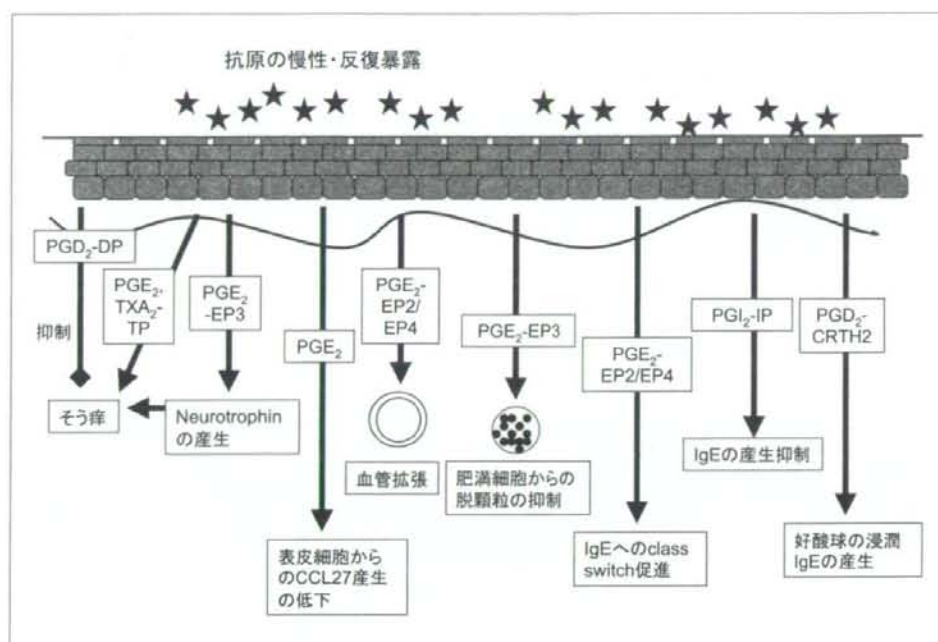 抗原の慢性・反復暴露
PGD₂-DP
抑制
そう痒
PGE₂,
TXA₂-
TP
PGE₂
-EP3
Neurotrophin
の産生
PGE₂
表皮細胞から
のCCL27産生
の低下
PGE₂-
EP2/
EP4
血管拡張
PGE₂-EP3
肥満細胞からの
脱顆粒の抑制
PGE₂-
EP2/EP4
IgEへのclass
switch促進
PGI₂-IP
IgEの産生抑制
PGD₂-
CRTH2
好酸球の浸潤
IgEの産生